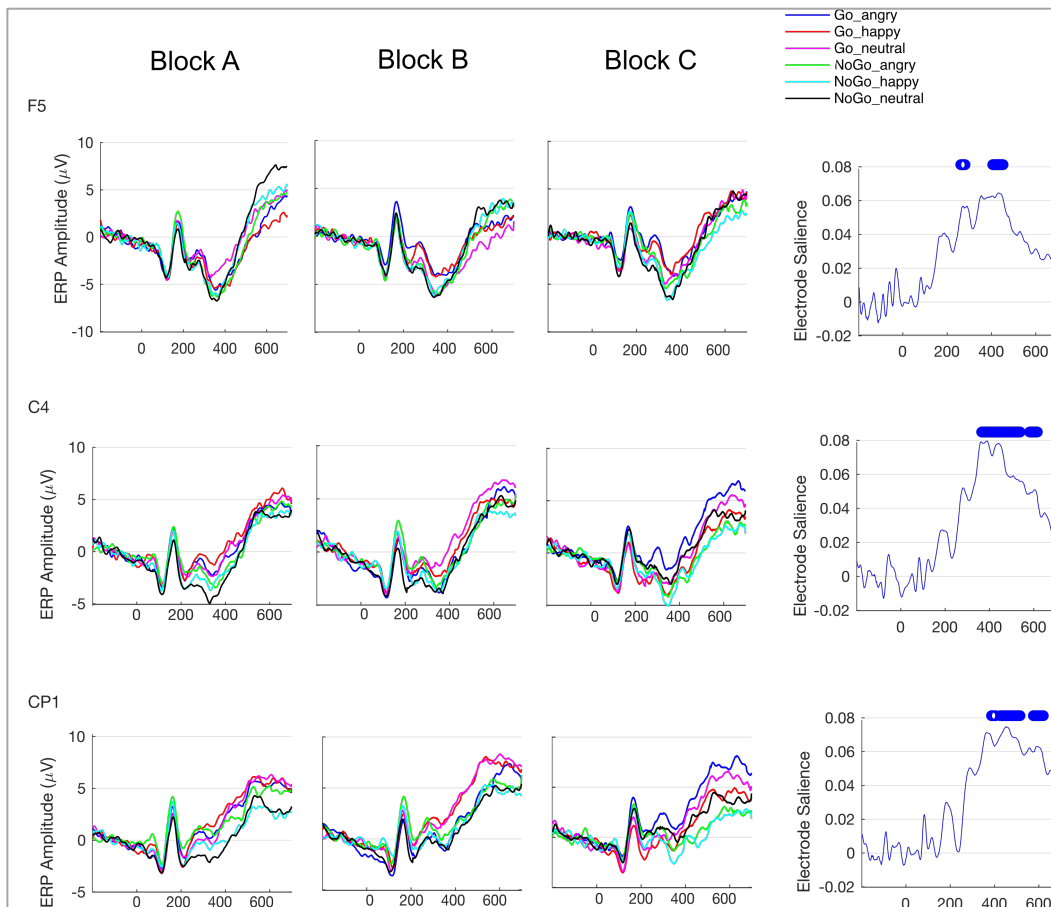 Block A Block B Block C
Go_angry
Go_happy
Go_neutral
NoGo_angry
NoGo_happy
NoGo_neutral
F5
ERP Amplitude (μV)
10
5
0
-5
-10
0 200 400 600
0 200 400 600
0 200 400 600
Electrode Salience
0.08
0.06
0.04
0.02
0
-0.02
0 200 400 600
C4
ERP Amplitude (μV)
10
5
0
-5
0 200 400 600
0 200 400 600
0 200 400 600
Electrode Salience
0.08
0.06
0.04
0.02
0
-0.02
0 200 400 600
CP1
ERP Amplitude (μV)
10
5
0
-5
0 200 400 600
0 200 400 600
0 200 400 600
Electrode Salience
0.08
0.06
0.04
0.02
0
-0.02
0 200 400 600